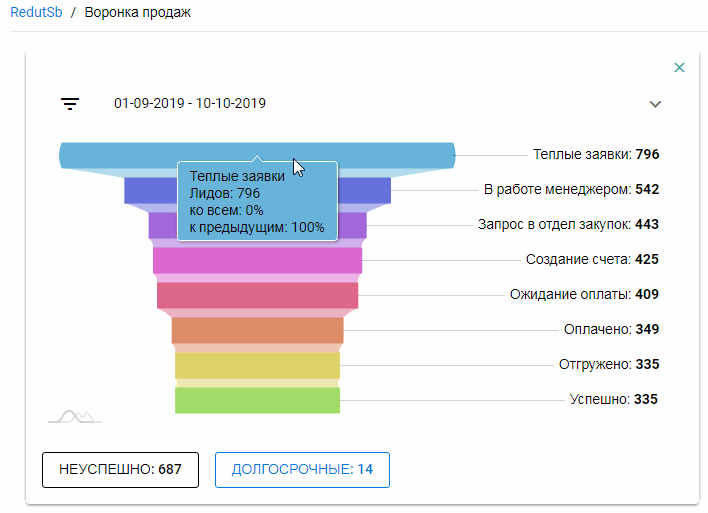 RedutSb / Воронка продаж
01-09-2019 - 10-10-2019
Теплые заявки: 796
Теплые заявки
Лидов: 796
ко всем: 0%
к предыдущим: 100%
В работе менеджером: 542
Запрос в отдел закупок: 443
Создание счета: 425
Ожидание оплаты: 409
Оплачено: 349
Отгружено: 335
Успешно: 335
НЕУСПЕШНО: 687
ДОЛГОСРОЧНЫЕ: 14